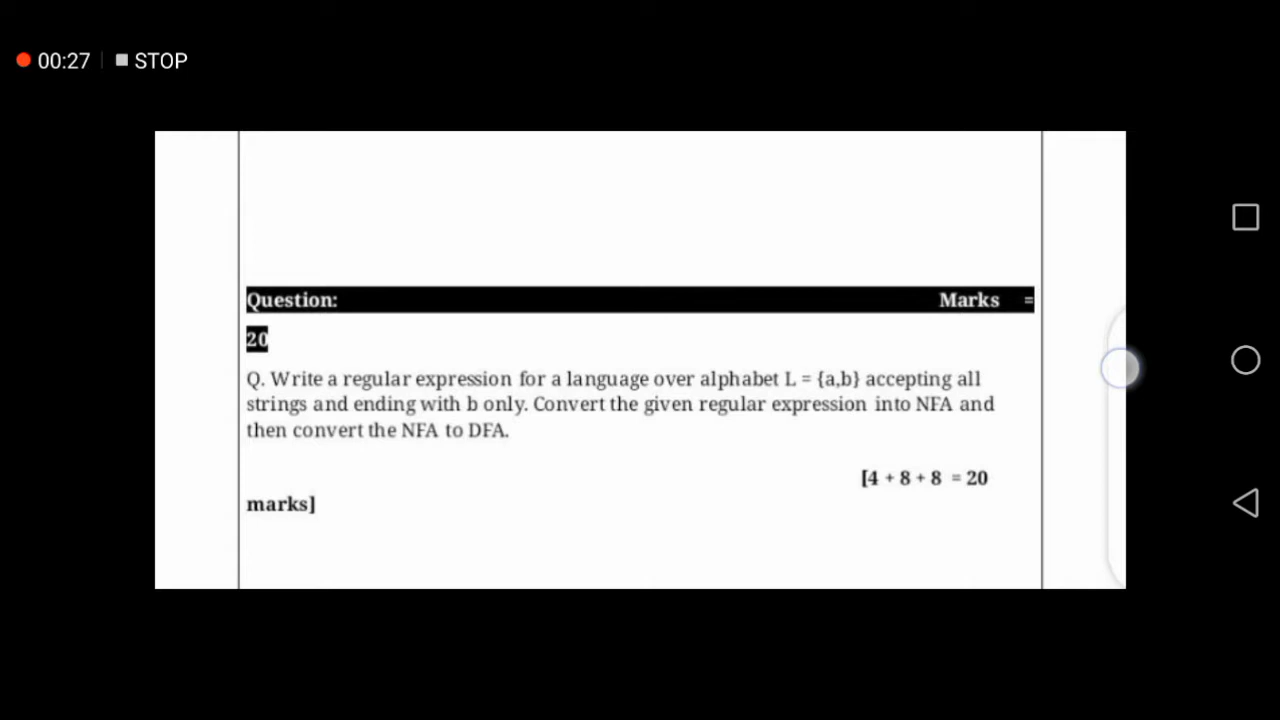 00:27 STOP
Question: Marks =
20
Q. Write a regular expression for a language over alphabet L = {a,b} accepting all
strings and ending with b only. Convert the given regular expression into NFA and
then convert the NFA to DFA.
[4 + 8 + 8 = 20
marks]